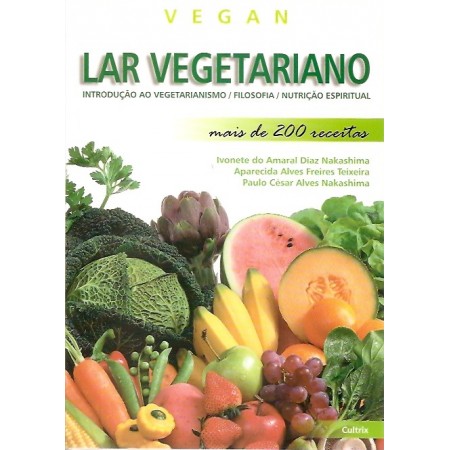 VEGAN
LAR VEGETARIANO
INTRODUÇÃO AO VEGETARIANISMO / FILOSOFIA / NUTRIÇÃO ESPIRITUAL
mais de 200 receitas
Ivonete do Amaral Díaz Nakashima
Aparecida Alves Freires Teixeira
Paulo César Alves Nakashima
Cultrix